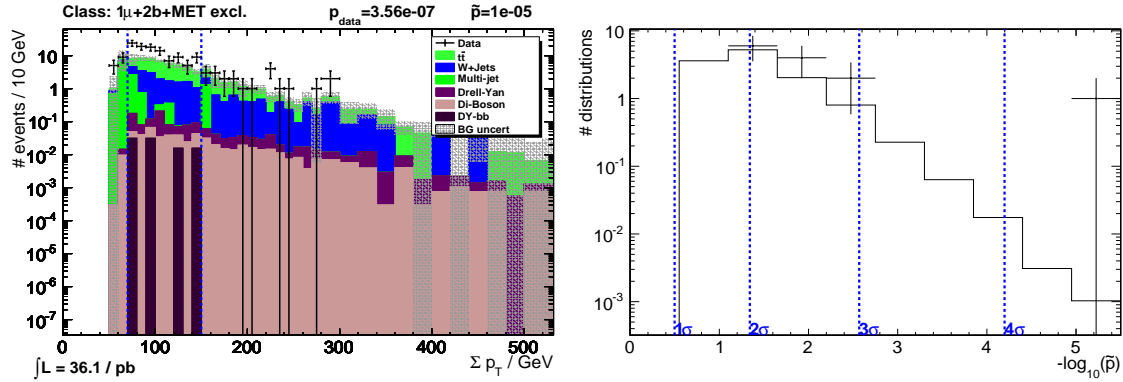 Class: 1μ+2b+MET excl. p_data=3.56e-07 p̃=1e-05
# events / 10 GeV
10
1
10^-1
10^-2
10^-3
10^-4
10^-5
10^-6
10^-7
Data
tt̄
W+Jets
Multi-jet
Drell-Yan
Di-Boson
DY-bb
BG uncert
0 100 200 300 400 500
∫L = 36.1 / pb
Σ p_T / GeV
# distributions
10
1
10^-1
10^-2
10^-3
1σ 2σ 3σ 4σ
0 1 2 3 4 5
-log_10(p̃)